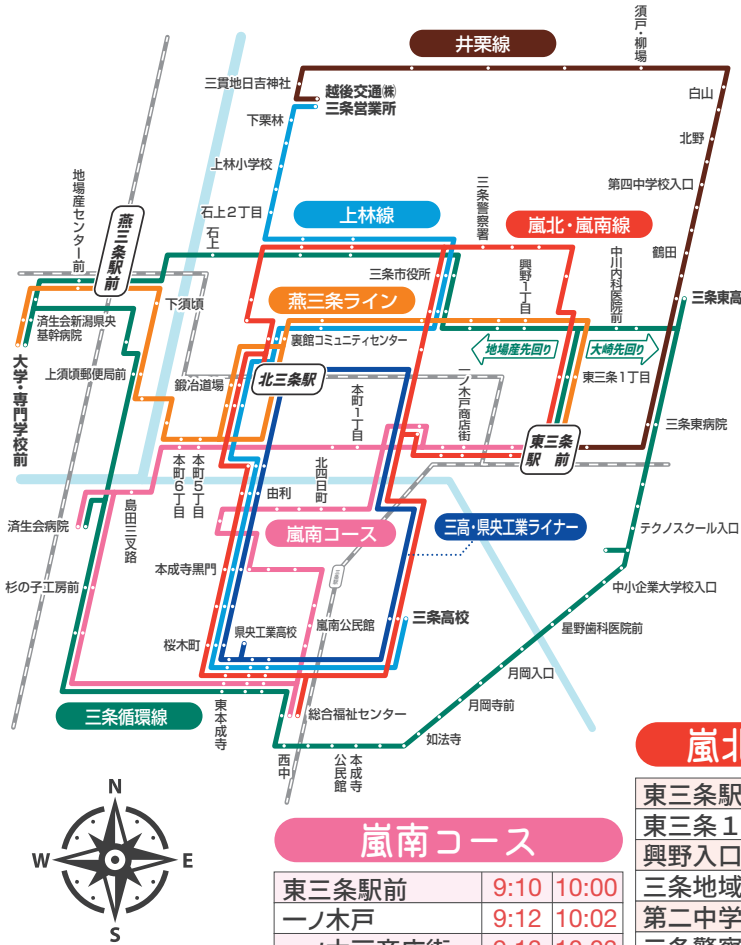 井栗線
須戸・柳場
三貫地日吉神社
越後交通㈱
三条営業所
白山
下栗林
北野
上林小学校
第四中学校入口
地場産センター前
燕三条駅前
石上2丁目
石上
上林線
三条警察署
嵐北・嵐南線
鶴田
三条市役所
興野1丁目
中川内科医院前
三条東高
下須頃
燕三条ライン
済生会新潟県央
基幹病院
裏館コミュニティセンター
地場産先回り
大崎先回り
大学・専門学校前
上須頃郵便局前
鍛冶道場
北三条駅
本町1丁目
一ノ木戸商店街
東三条1丁目
三条東病院
東三条
駅前
本町6丁目
本町5丁目
北四日町
由利
済生会病院
島田三叉路
嵐南コース
三高・県央工業ライナー
テクノスクール入口
本成寺黒門
杉の子工房前
中小企業大学校入口
県央工業高校
嵐南公民館
三条高校
星野歯科医院前
桜木町
月岡入口
月岡寺前
三条循環線
東本成寺
総合福祉センター
如法寺
西中
本成寺
公民館
N
W
E
S
嵐南コース
東三条駅前 9:10 10:00
一ノ木戸 9:12 10:02
嵐北
東三条駅
東三条1
興野入口
三条地域
第二中学